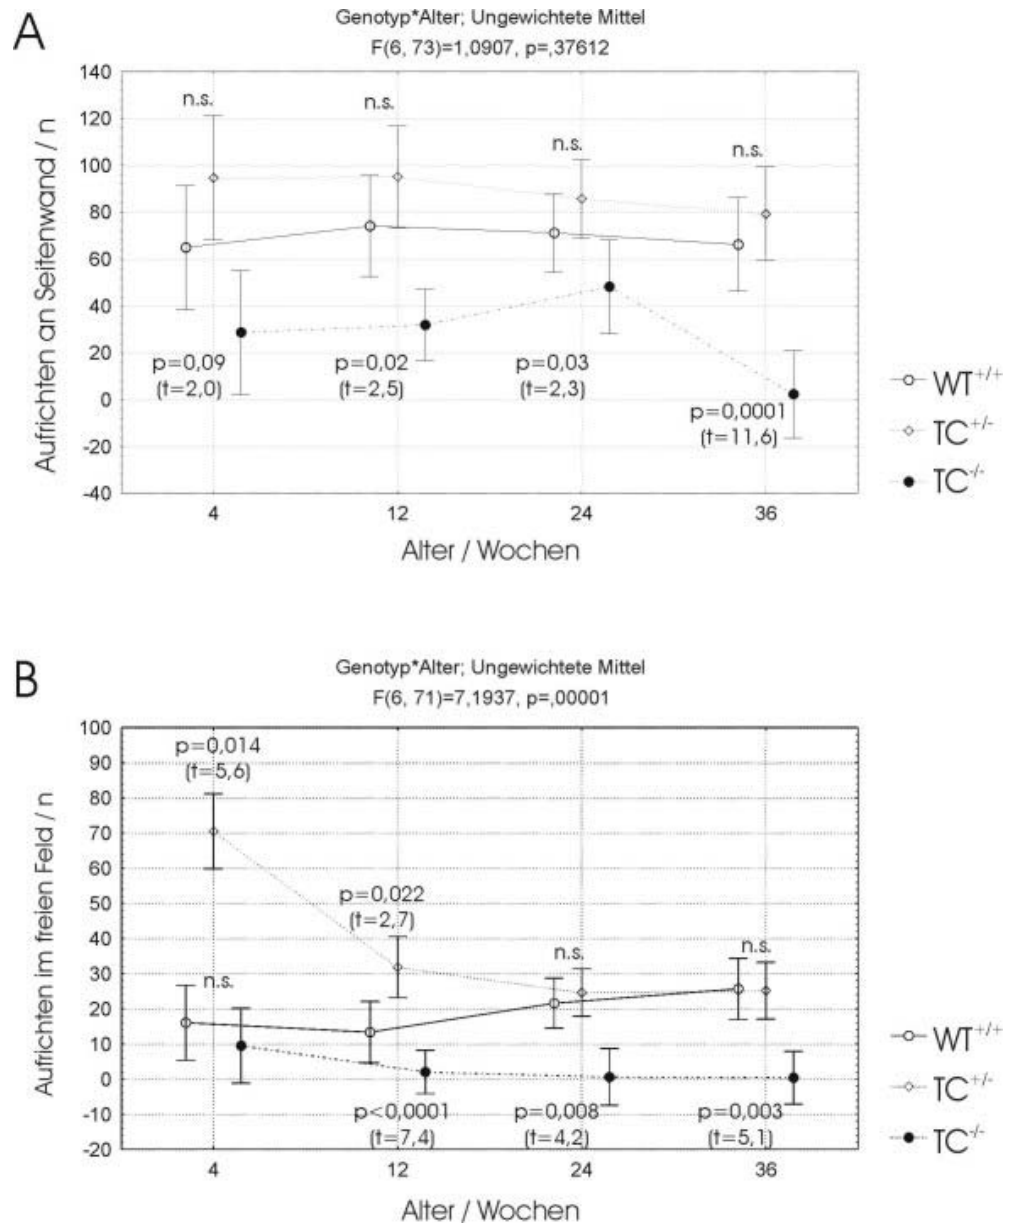 A
Genotyp*Alter; Ungewichtete Mittel
F(6, 73)=1,0907, p=,37612
Aufrichten an Seitenwand / n
140
120
100
80
60
40
20
0
-20
-40
n.s.
n.s.
n.s.
n.s.
p=0,09
(t=2,0)
p=0,02
(t=2,5)
p=0,03
(t=2,3)
p=0,0001
(t=11,6)
4
12
24
36
Alter / Wochen
WT+/+
TC+/-
TC-/-
B
Genotyp*Alter; Ungewichtete Mittel
F(6, 71)=7,1937, p=,00001
Aufrichten im freien Feld / n
100
90
80
70
60
50
40
30
20
10
0
-10
-20
p=0,014
(t=5,6)
p=0,022
(t=2,7)
n.s.
n.s.
n.s.
p<0,0001
(t=7,4)
p=0,008
(t=4,2)
p=0,003
(t=5,1)
4
12
24
36
Alter / Wochen
WT+/+
TC+/-
TC-/-